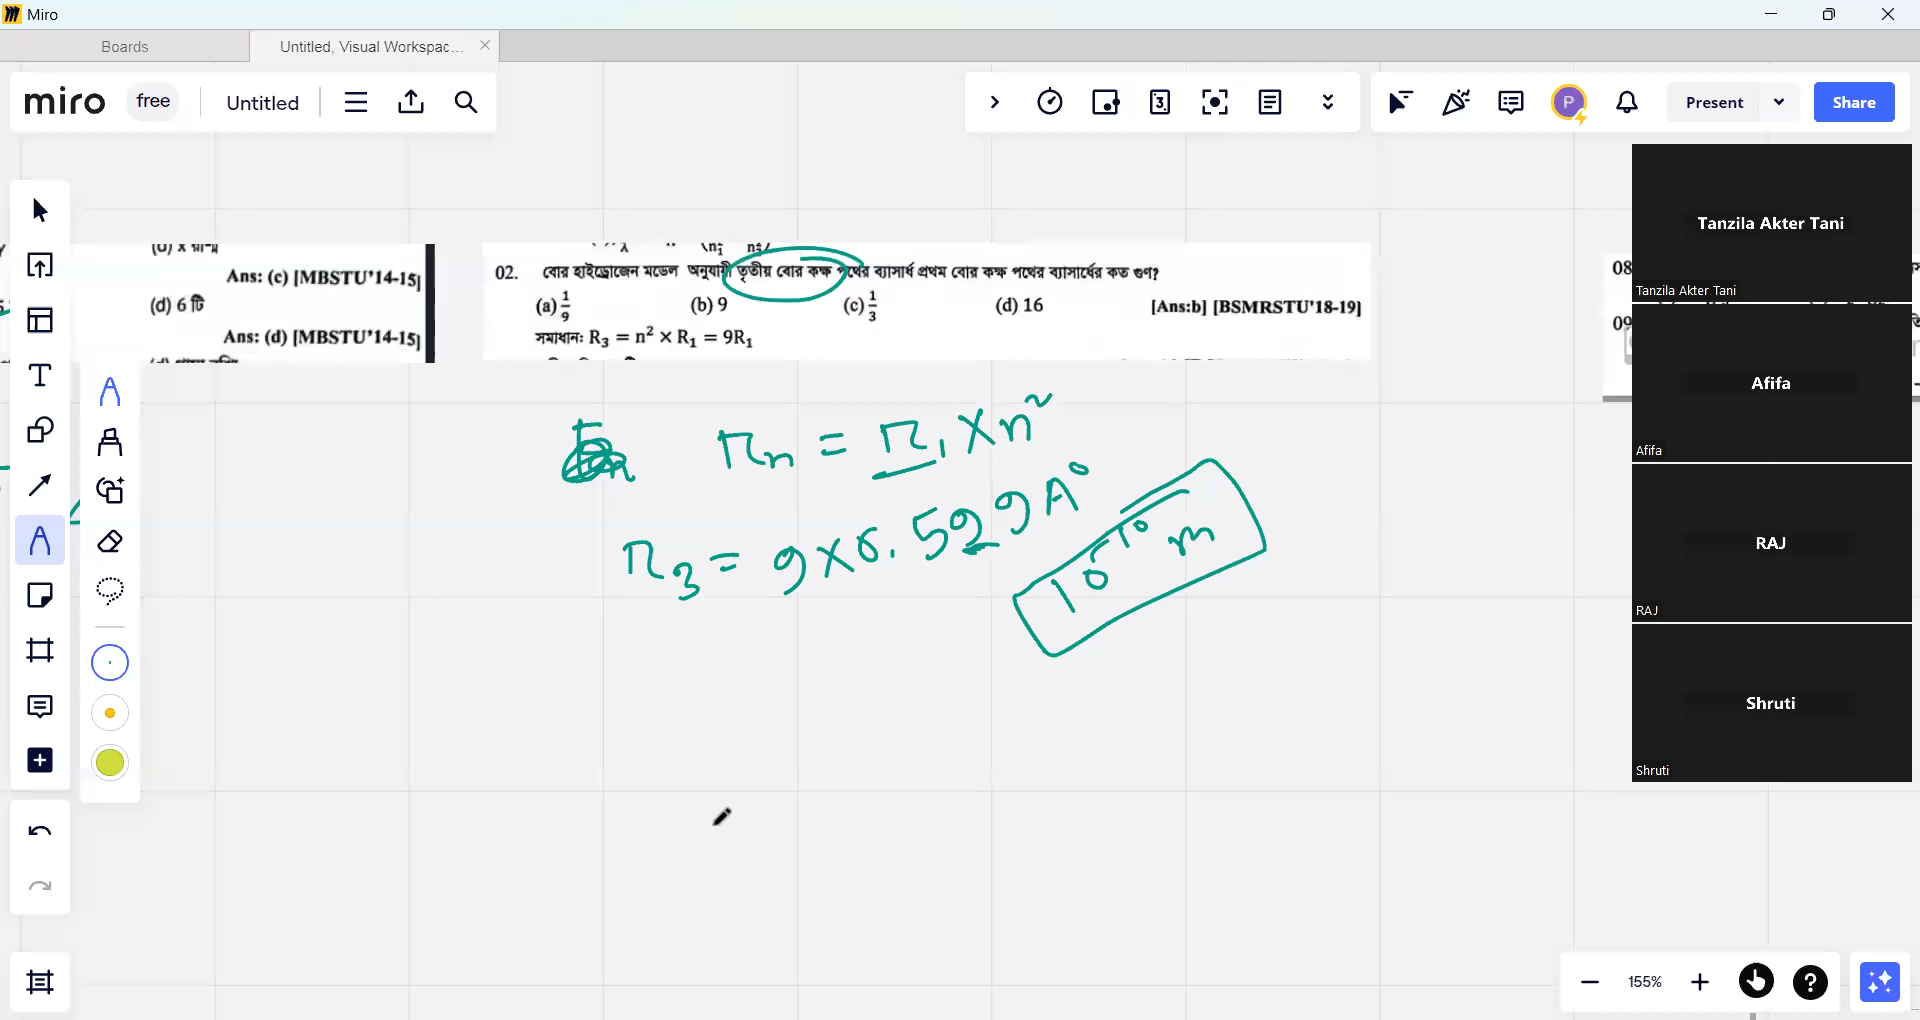 Miro
Boards
Untitled, Visual Workspac...
miro
free
Untitled
3
P
Present
Share
Ans: (c) [MBSTU'14-15]
(d) 6 টি
Ans: (d) [MBSTU'14-15]
02. বোর হাইড্রোজেন মডেল অনুযায়ী তৃতীয় বোর কক্ষ পথের ব্যাসার্ধ প্রথম বোর কক্ষ পথের ব্যাসার্ধের কত গুণ?
(a) 1/9 (b) 9 (c) 1/3 (d) 16 [Ans:b] [BSMRSTU'18-19]
সমাধান: R₃ = n² × R₁ = 9R₁
08
09
rₙ = r₁ × n²
r₃ = 9 × 0.529 A°
10⁻¹⁰ m
Tanzila Akter Tani
Tanzila Akter Tani
Afifa
Afifa
RAJ
RAJ
Shruti
Shruti
155%
?